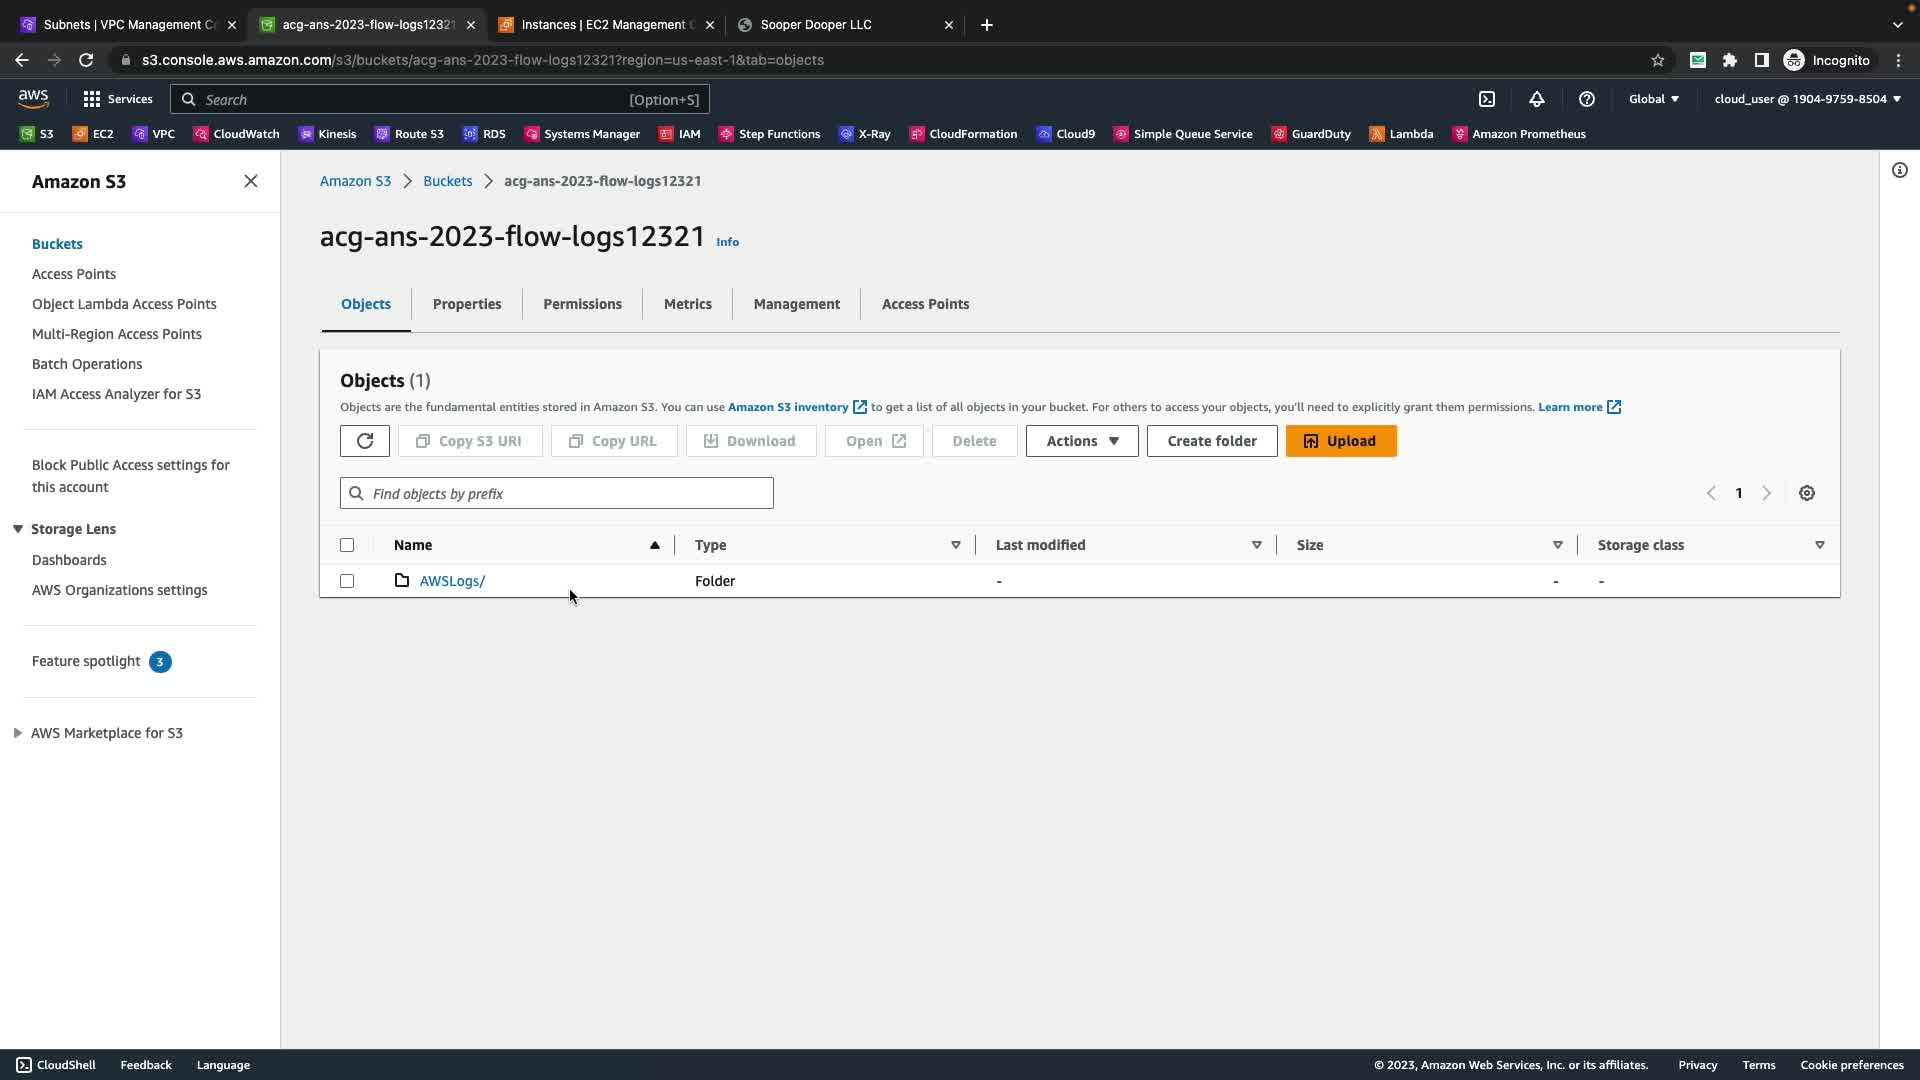 Subnets | VPC Management C
acg-ans-2023-flow-logs12321
Instances | EC2 Management C
Sooper Dooper LLC
s3.console.aws.amazon.com/s3/buckets/acg-ans-2023-flow-logs12321?region=us-east-1&tab=objects
Incognito
aws
Services
Search
[Option+S]
Global
cloud_user @ 1904-9759-8504
S3
EC2
VPC
CloudWatch
Kinesis
Route 53
RDS
Systems Manager
IAM
Step Functions
X-Ray
CloudFormation
Cloud9
Simple Queue Service
GuardDuty
Lambda
Amazon Prometheus
Amazon S3
Buckets
Access Points
Object Lambda Access Points
Multi-Region Access Points
Batch Operations
IAM Access Analyzer for S3
Block Public Access settings for
this account
Storage Lens
Dashboards
AWS Organizations settings
Feature spotlight 3
AWS Marketplace for S3
Amazon S3 > Buckets > acg-ans-2023-flow-logs12321
acg-ans-2023-flow-logs12321 Info
Objects
Properties
Permissions
Metrics
Management
Access Points
Objects (1)
Objects are the fundamental entities stored in Amazon S3. You can use Amazon S3 inventory to get a list of all objects in your bucket. For others to access your objects, you'll need to explicitly grant them permissions. Learn more
Copy S3 URI
Copy URL
Download
Open
Delete
Actions
Create folder
Upload
Find objects by prefix
1
Name
Type
Last modified
Size
Storage class
AWSLogs/
Folder
-
-
-
CloudShell
Feedback
Language
© 2023, Amazon Web Services, Inc. or its affiliates.
Privacy
Terms
Cookie preferences